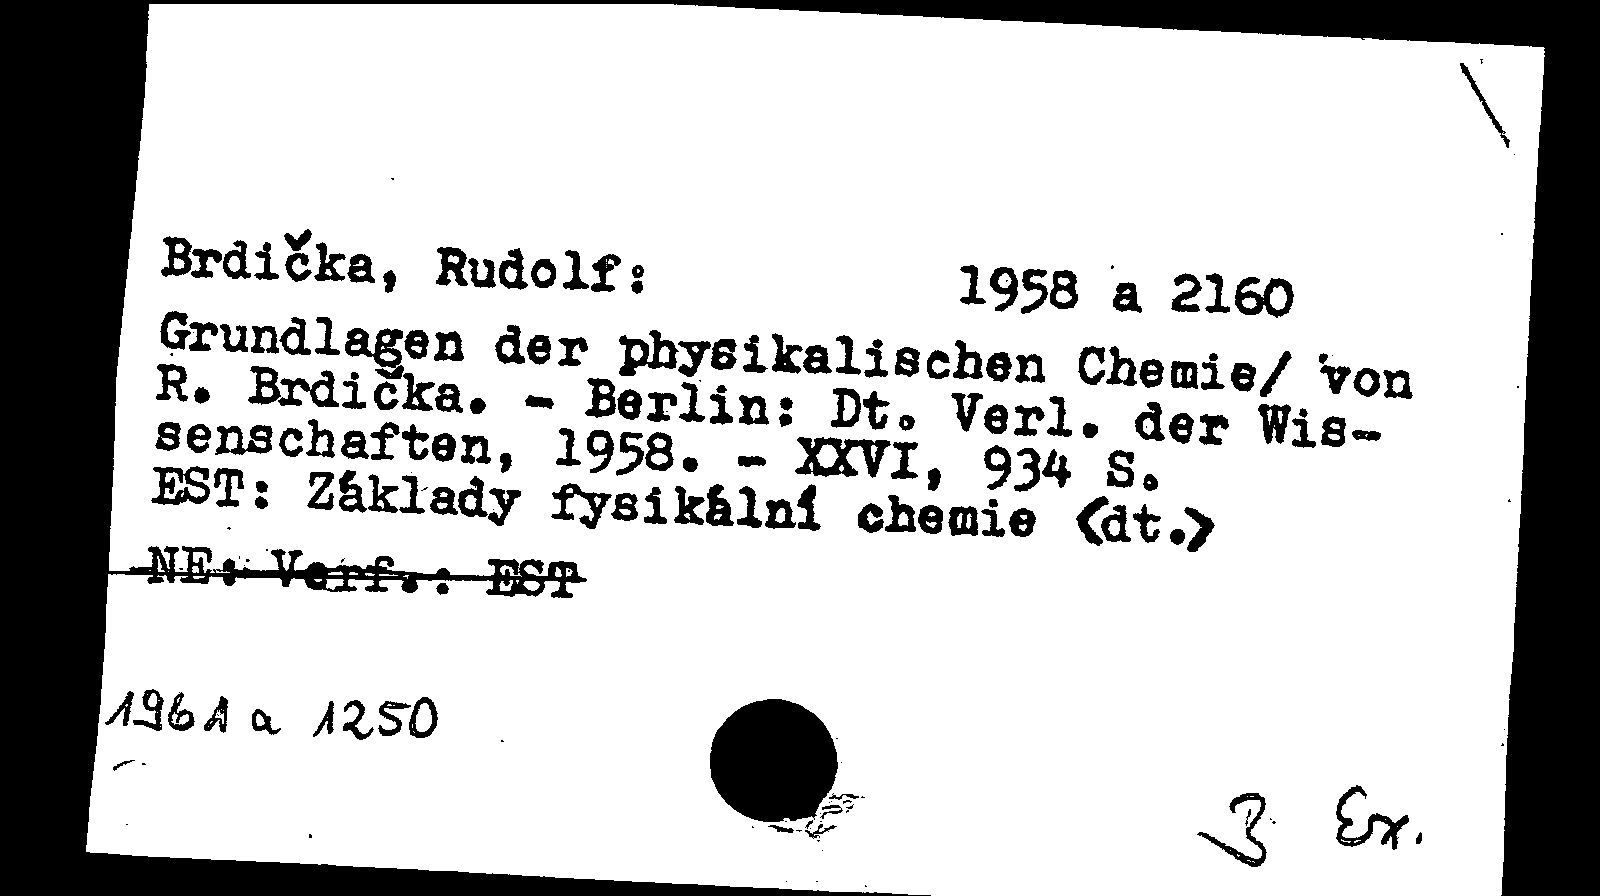 Brdička, Rudolf: 1958 a 2160
Grundlagen der physikalischen Chemie/ von
R. Brdička. - Berlin: Dt. Verl. der Wis-
senschaften, 1958. - XXVI, 934 S.
EST: Základy fysikální chemie <dt.>
NE: Verf.: EST
1961 a 1250
3 Ex.